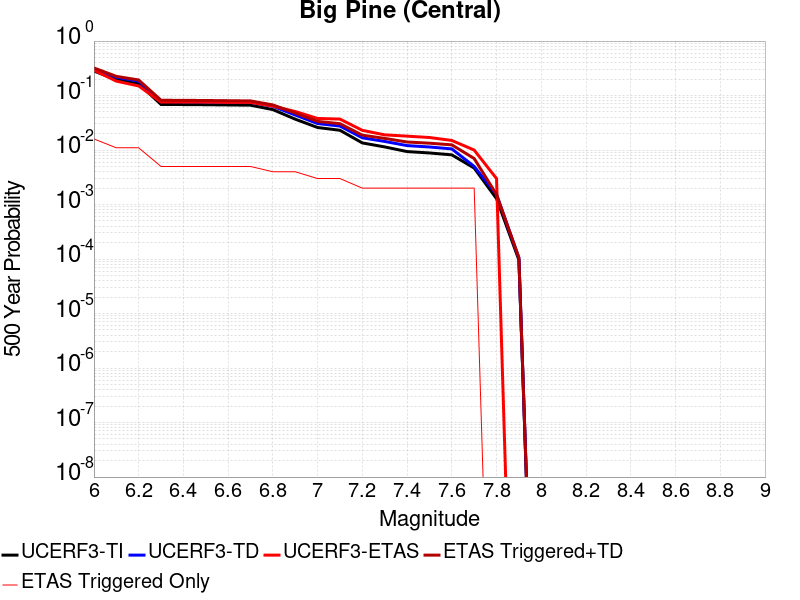 Big Pine (Central)
10^0
10^-1
10^-2
10^-3
10^-4
10^-5
10^-6
10^-7
10^-8
500 Year Probability
6 6.2 6.4 6.6 6.8 7 7.2 7.4 7.6 7.8 8 8.2 8.4 8.6 8.8 9
Magnitude
UCERF3-TI UCERF3-TD UCERF3-ETAS ETAS Triggered+TD
ETAS Triggered Only